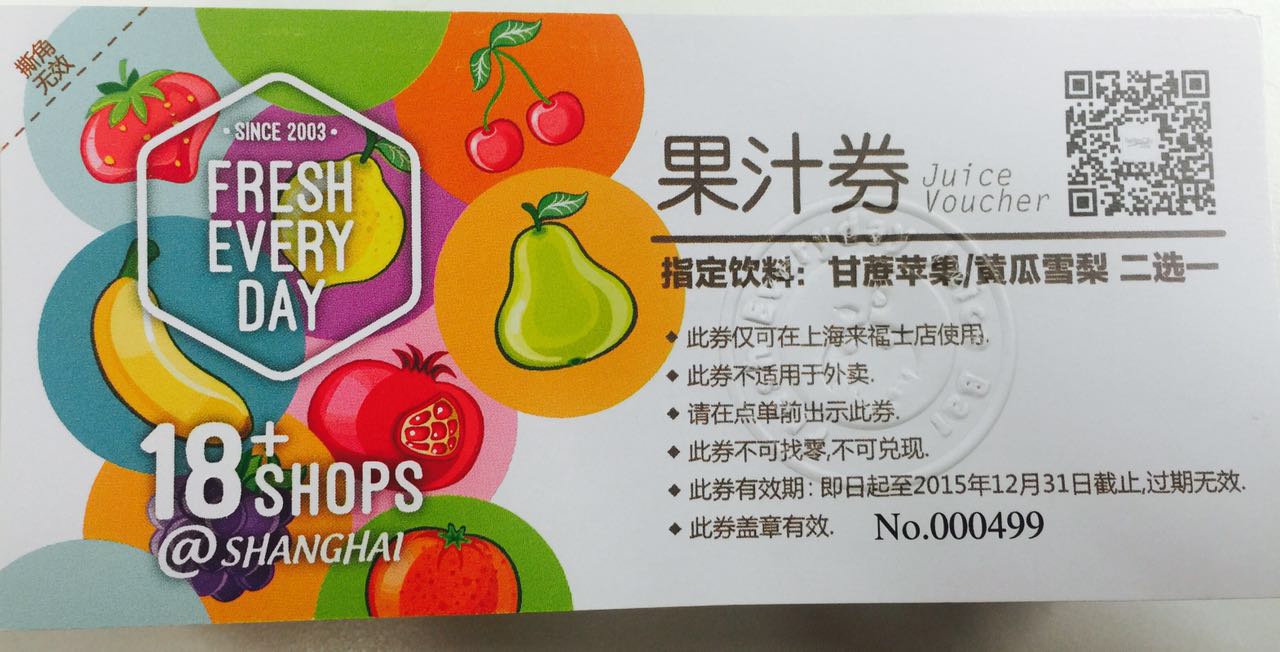 撕角
无效
·SINCE 2003·
FRESH
EVERY
DAY
18+
SHOPS
@SHANGHAI
果汁券
Juice
Voucher
指定饮料：甘蔗苹果/黄瓜雪梨 二选一
◆ 此券仅可在上海来福士店使用.
◆ 此券不适用于外卖.
◆ 请在点单前出示此券.
◆ 此券不可找零,不可兑现.
◆ 此券有效期：即日起至2015年12月31日截止,过期无效.
◆ 此券盖章有效. No.000499